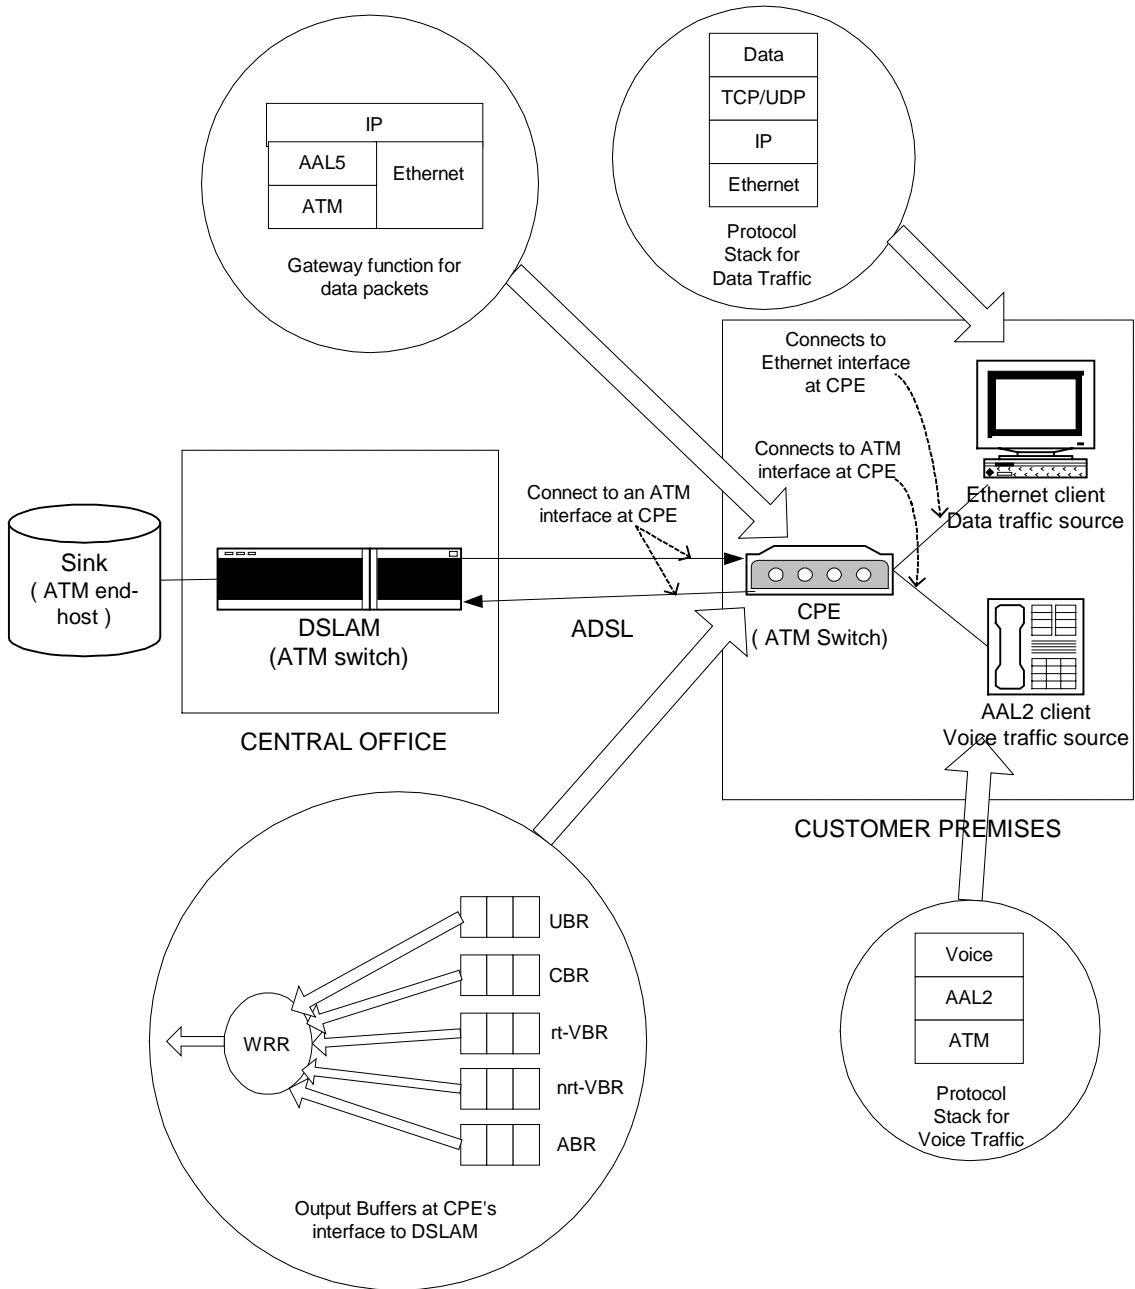 Data
TCP/UDP
IP
Ethernet
Protocol
Stack for
Data Traffic
IP
AAL5
Ethernet
ATM
Gateway function for
data packets
Connects to
Ethernet interface
at CPE
Connects to ATM
interface at CPE
Connect to an ATM
interface at CPE
Ethernet client
Data traffic source
Sink
( ATM end-
host )
DSLAM
(ATM switch)
ADSL
CPE
( ATM Switch)
AAL2 client
Voice traffic source
CENTRAL OFFICE
CUSTOMER PREMISES
UBR
CBR
rt-VBR
nrt-VBR
ABR
WRR
Output Buffers at CPE's
interface to DSLAM
Voice
AAL2
ATM
Protocol
Stack for
Voice Traffic